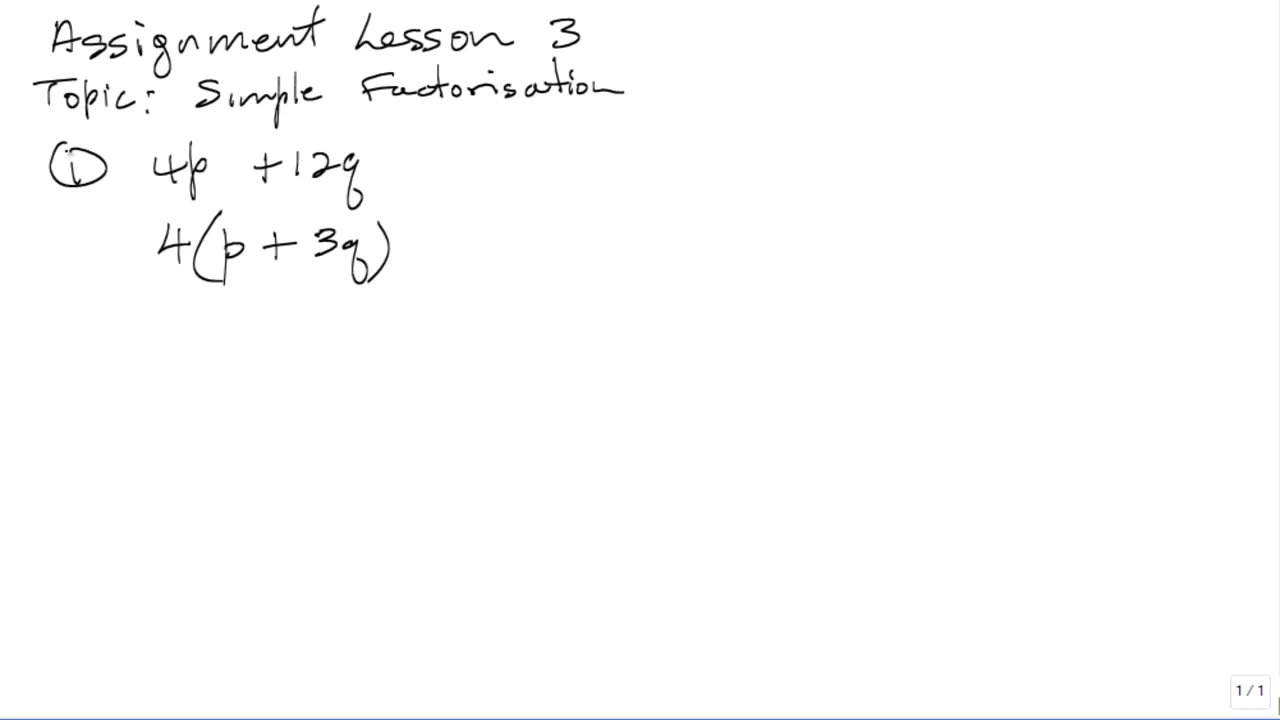 Assignment Lesson 3
Topic: Simple Factorisation
① 4p + 12q
4(p + 3q)
1 / 1